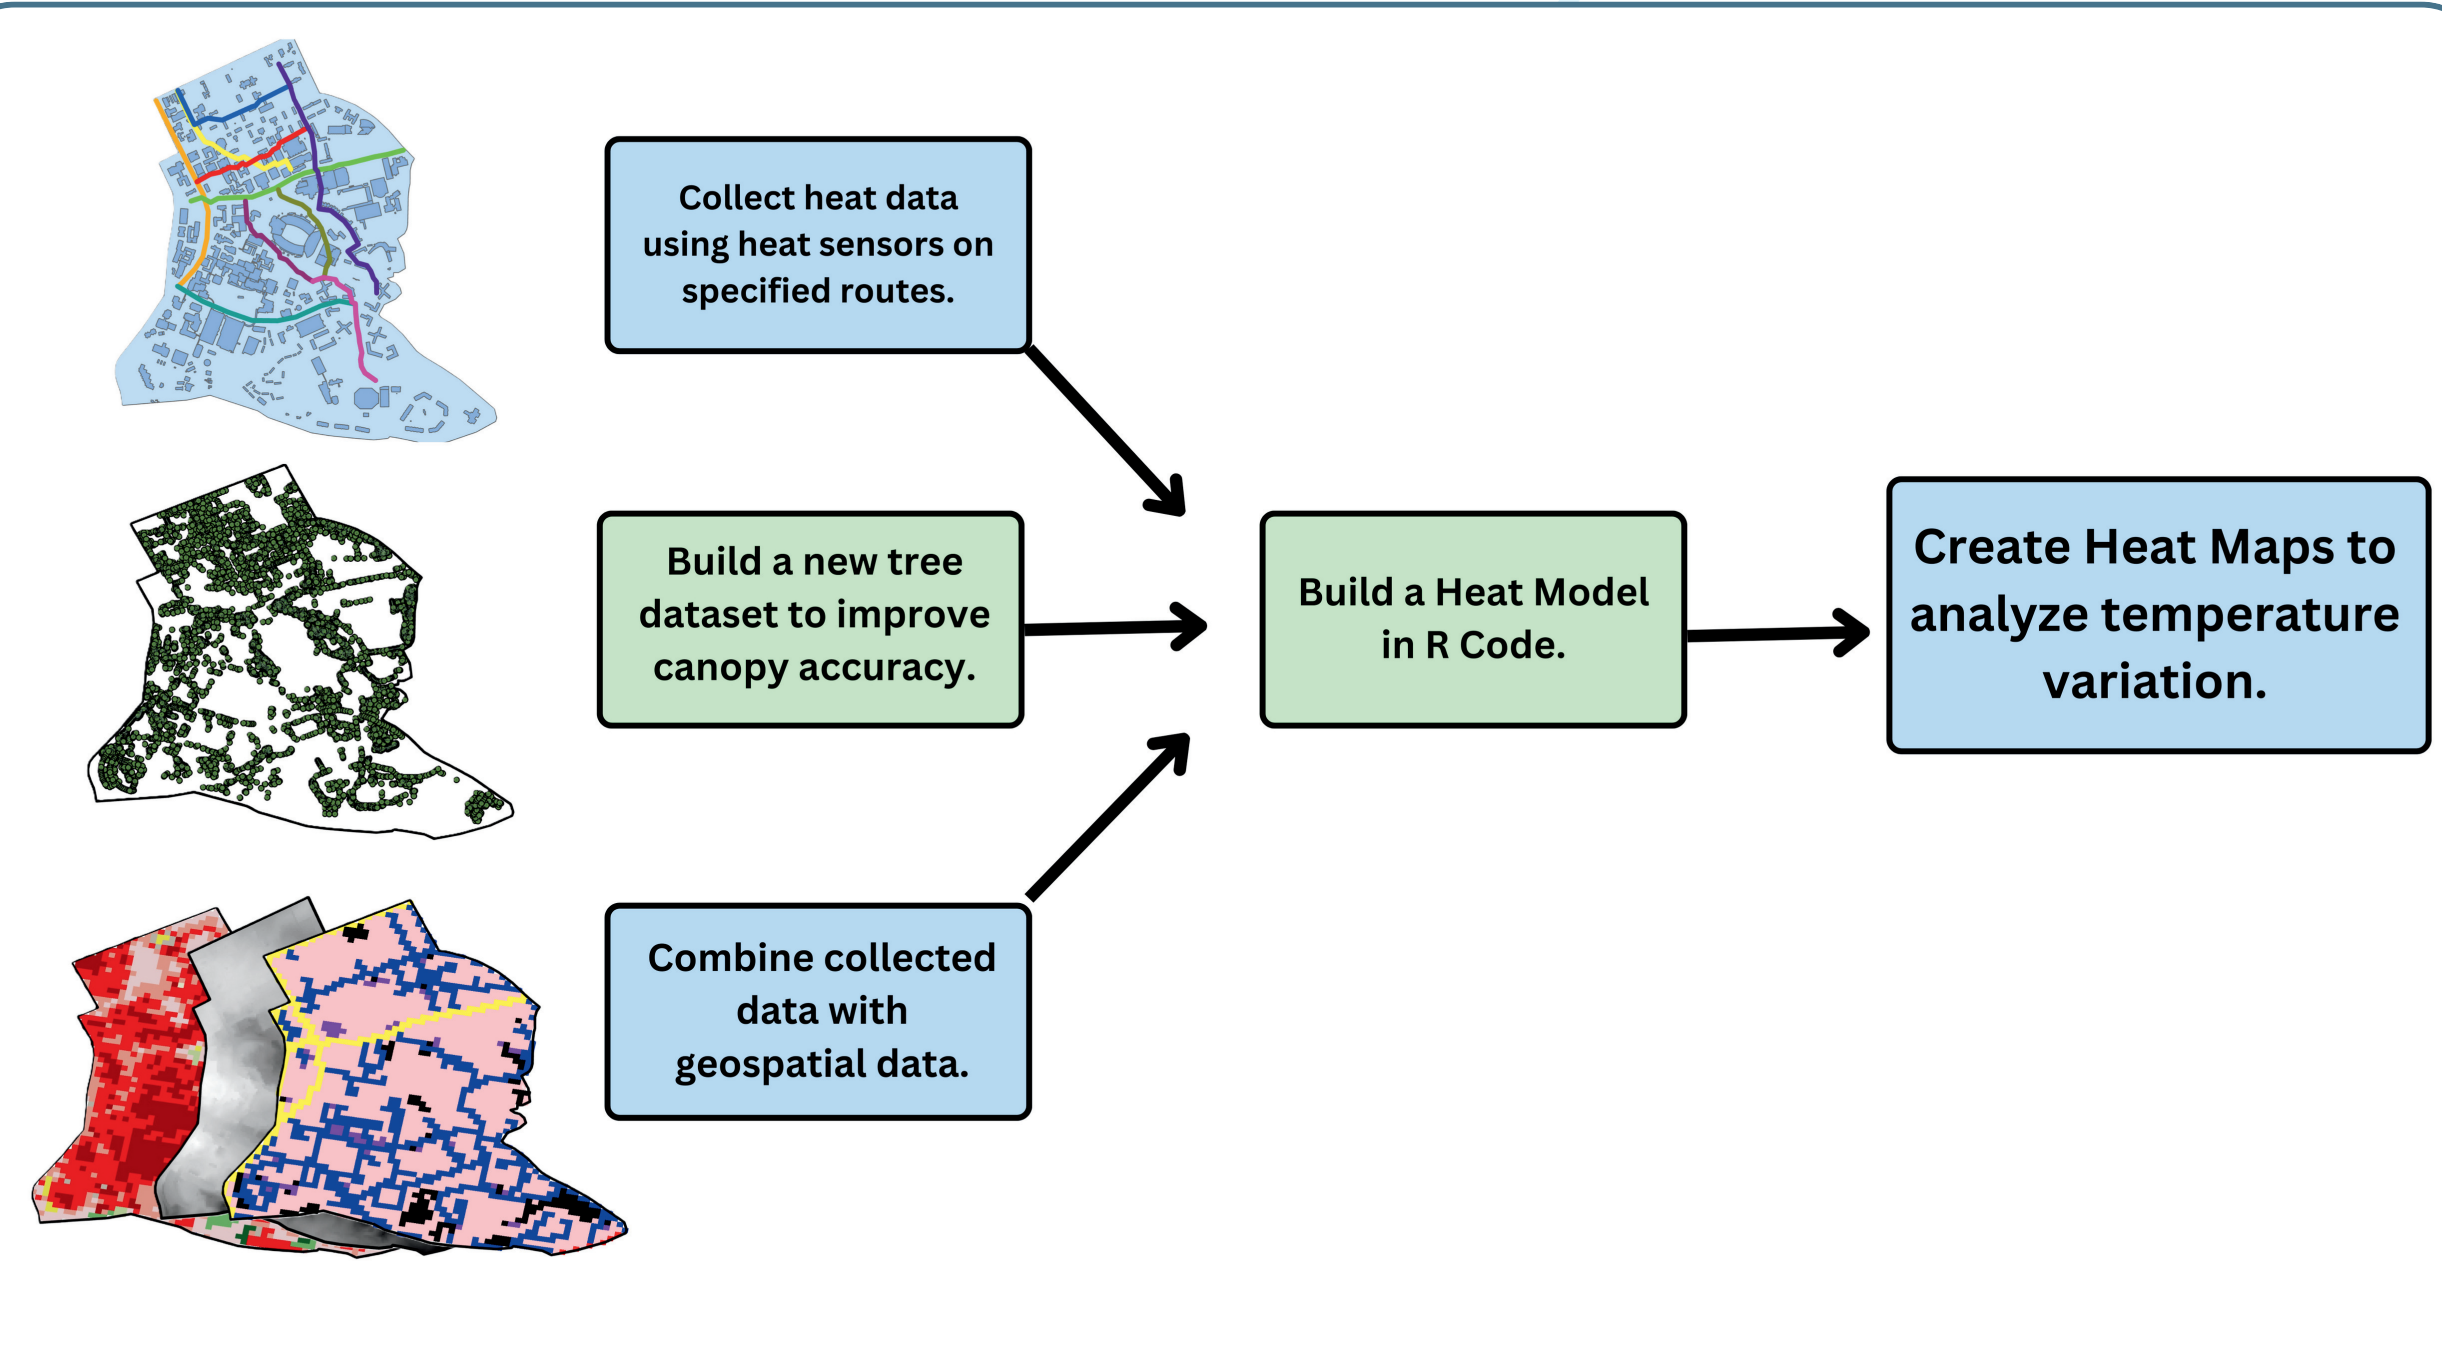 Collect heat data
using heat sensors on
specified routes.
Build a new tree
dataset to improve
canopy accuracy.
Build a Heat Model
in R Code.
Create Heat Maps to
analyze temperature
variation.
Combine collected
data with
geospatial data.